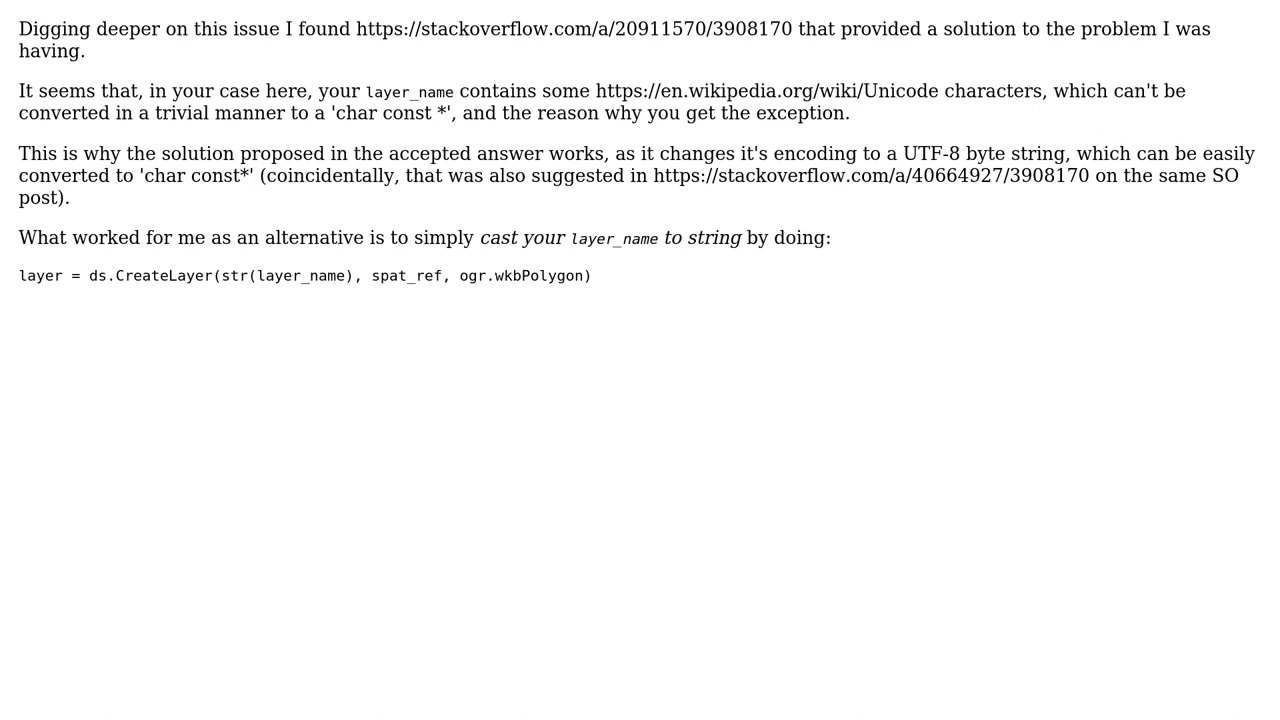 Digging deeper on this issue I found https://stackoverflow.com/a/20911570/3908170 that provided a solution to the problem I was
having.
It seems that, in your case here, your layer_name contains some https://en.wikipedia.org/wiki/Unicode characters, which can't be
converted in a trivial manner to a 'char const *', and the reason why you get the exception.
This is why the solution proposed in the accepted answer works, as it changes it's encoding to a UTF-8 byte string, which can be easily
converted to 'char const*' (coincidentally, that was also suggested in https://stackoverflow.com/a/40664927/3908170 on the same SO
post).
What worked for me as an alternative is to simply cast your layer_name to string by doing:
layer = ds.CreateLayer(str(layer_name), spat_ref, ogr.wkbPolygon)